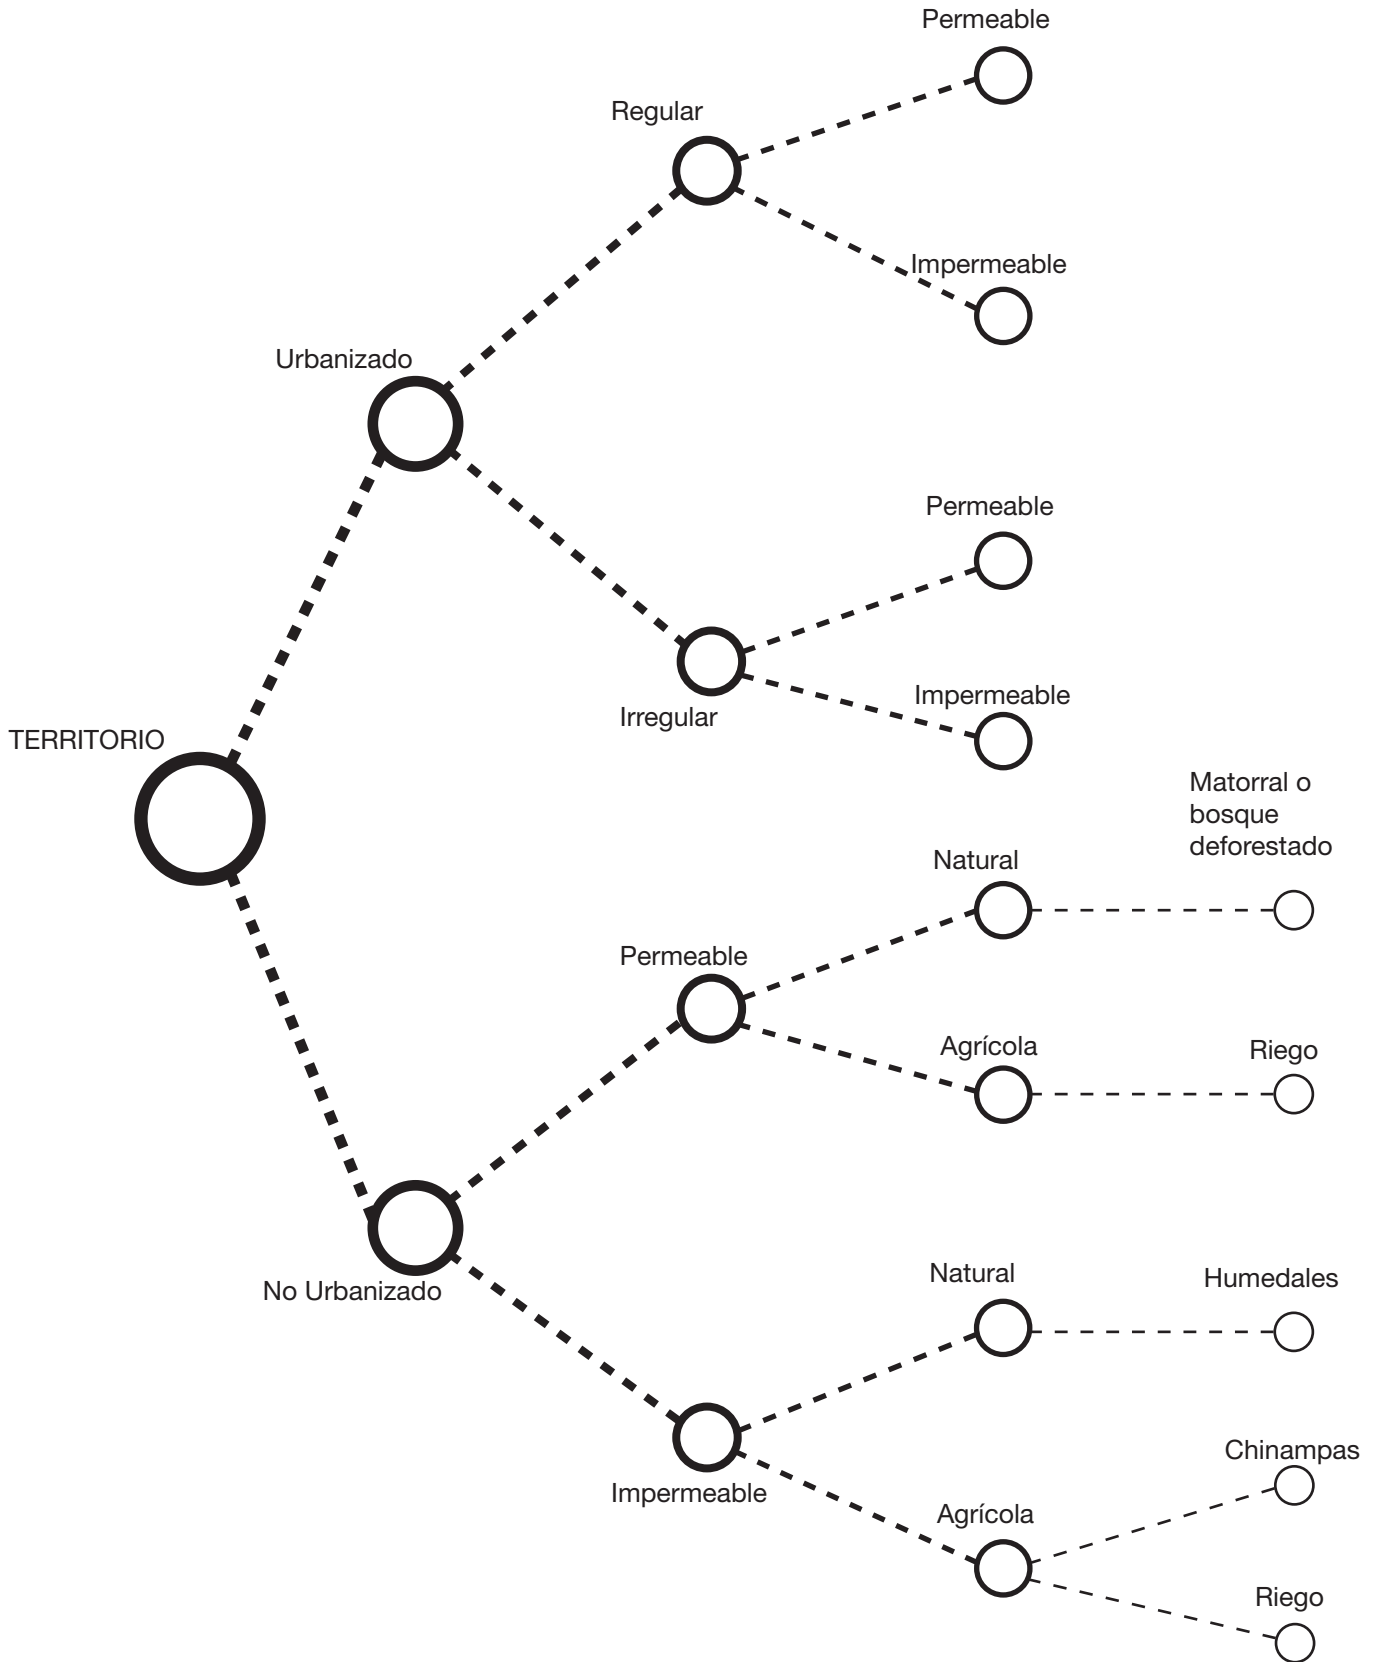 Permeable
Regular
Impermeable
Urbanizado
Permeable
Impermeable
Irregular
TERRITORIO
Matorral o
bosque
deforestado
Natural
Permeable
Agrícola
Riego
Natural
Humedales
No Urbanizado
Chinampas
Impermeable
Agrícola
Riego